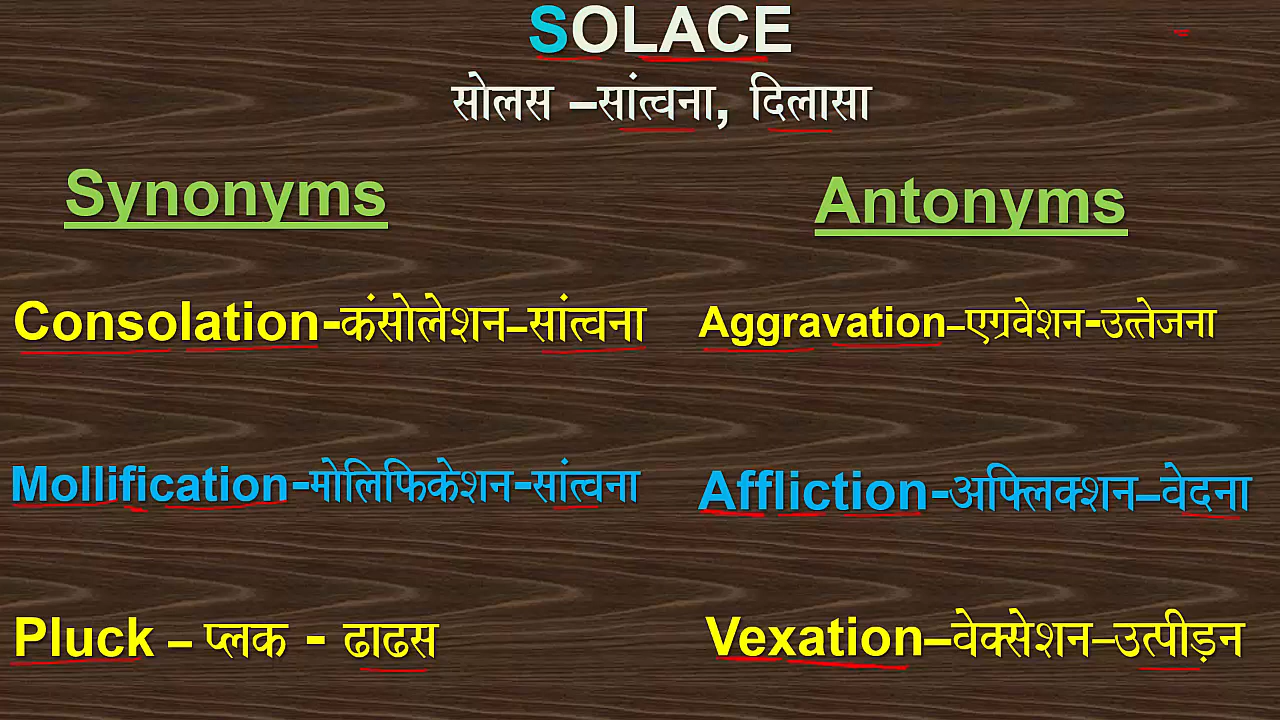 SOLACE
सोलस –सांत्वना, दिलासा
Synonyms
Antonyms
Consolation-कंसोलेशन–सांत्वना
Aggravation–एग्रवेशन-उत्तेजना
Mollification-मोलिफिकेशन-सांत्वना
Affliction-अफ्लिक्शन–वेदना
Pluck – प्लक - ढाढस
Vexation–वेक्सेशन–उत्पीड़न